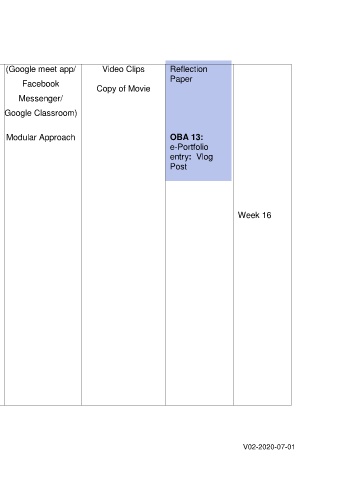 (Google meet app/
Facebook
Messenger/
Google Classroom)
Modular Approach
Video Clips
Copy of Movie
Reflection
Paper
OBA 13:
e-Portfolio
entry: Vlog
Post
Week 16
V02-2020-07-01